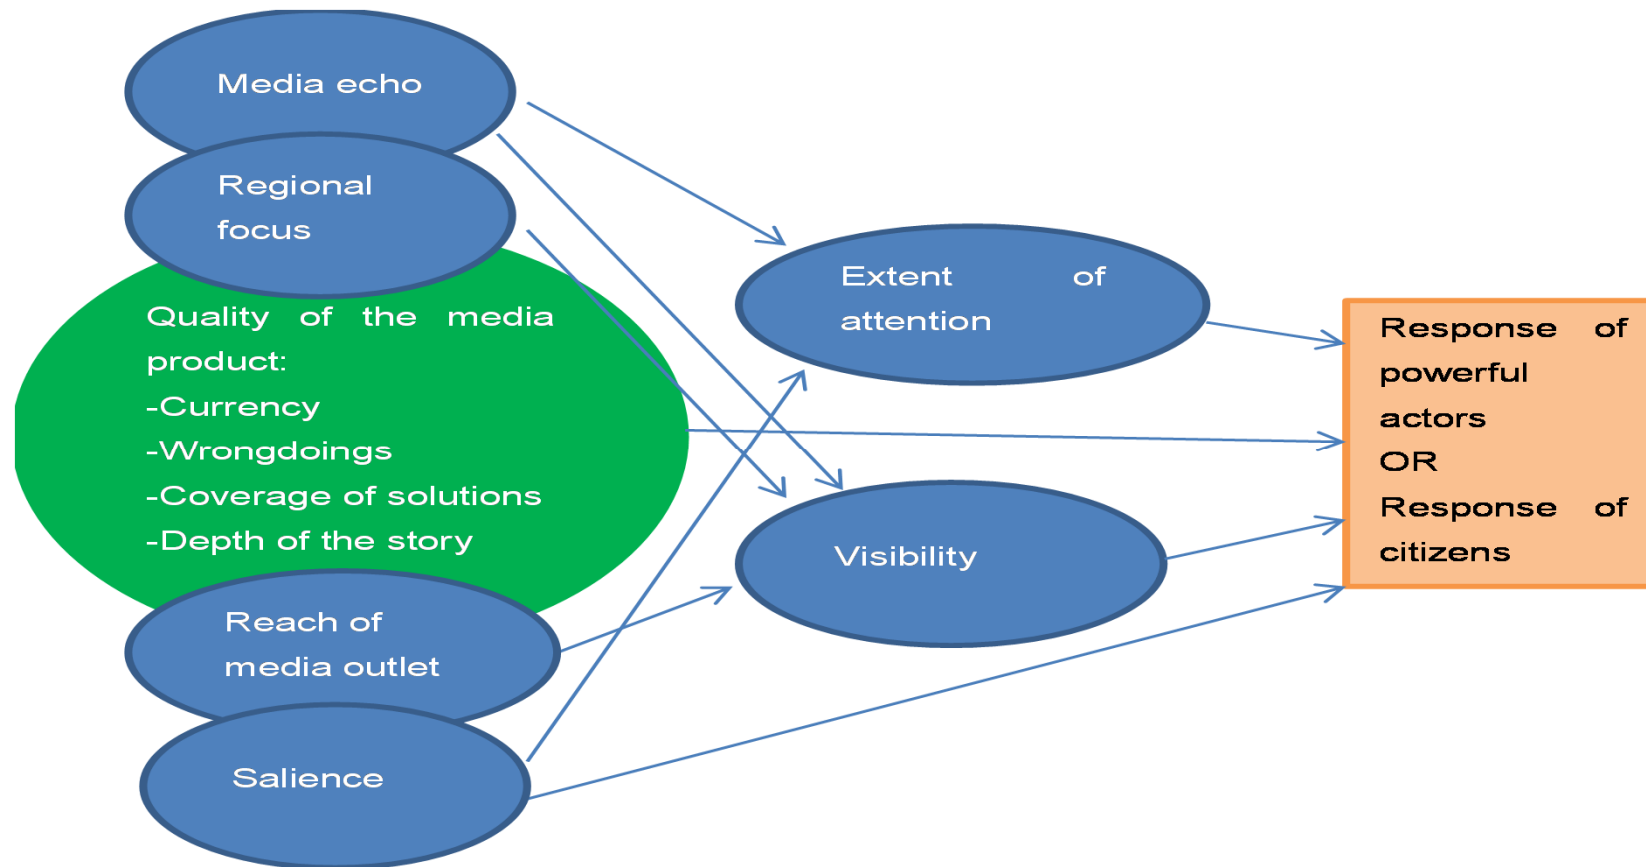 Media echo
Regional
focus
Quality of the media
product:
-Currency
-Wrongdoings
-Coverage of solutions
-Depth of the story
Reach of
media outlet
Salience
Extent of
attention
Visibility
Response of
powerful
actors
OR
Response of
citizens